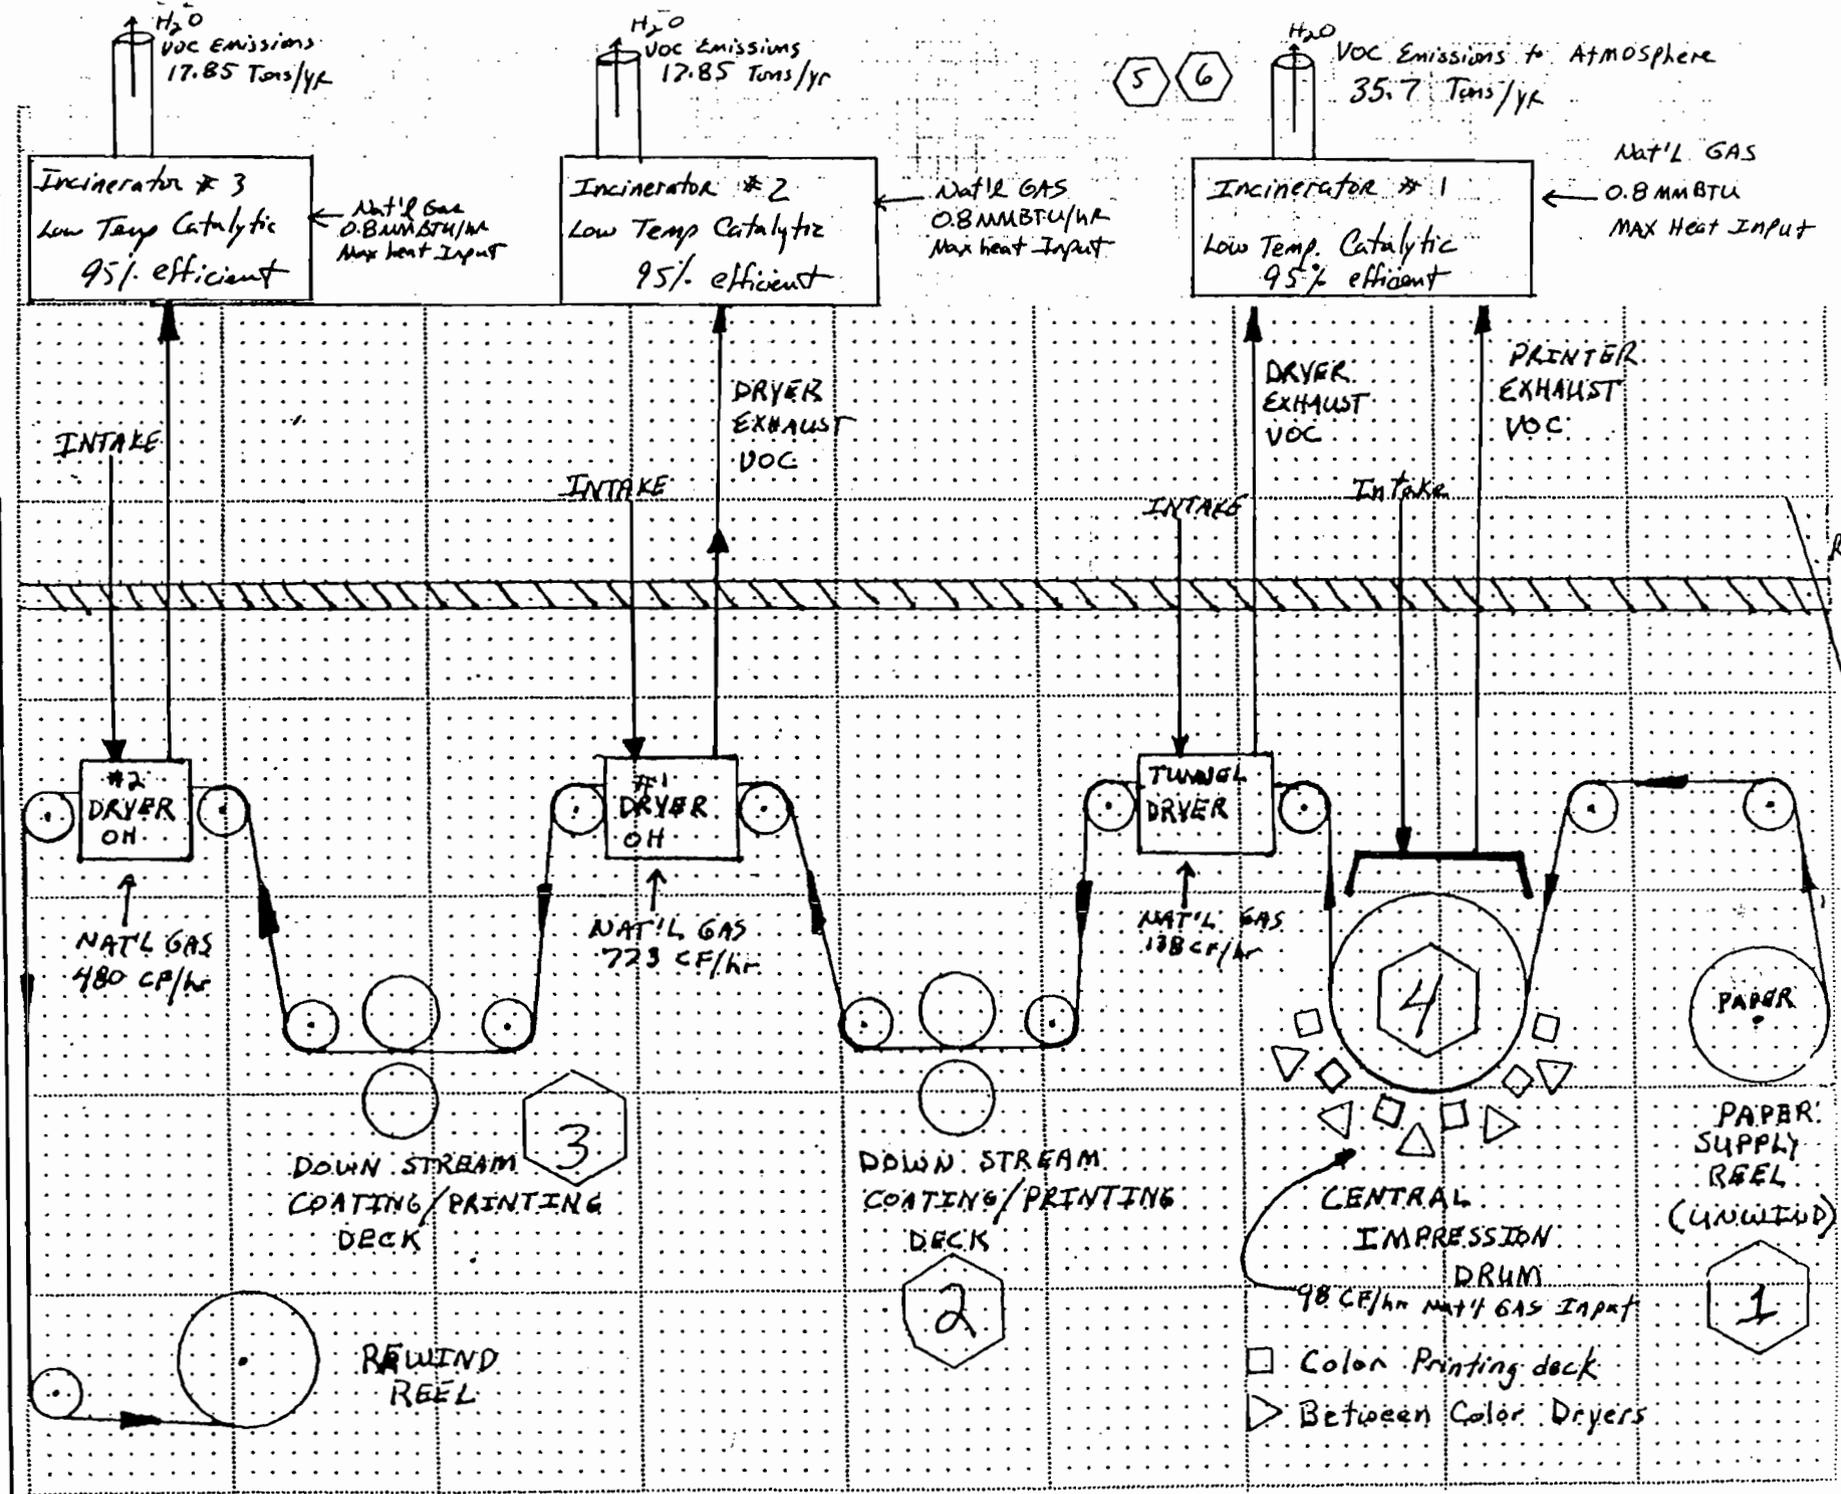 H2O
VOC Emissions
17.85 Tons/yr
H2O
VOC Emissions
17.85 Tons/yr
5
6
H2O
VOC Emissions to Atmosphere
35.7 Tons/yr
Incinerator # 3
Low Temp Catalytic
95% efficient
Nat'l Gas
0.8 MMBTU/HR
Max heat Input
Incinerator # 2
Low Temp Catalytic
95% efficient
Nat'l GAS
0.8 MMBTU/HR
Max heat Input
Incinerator # 1
Low Temp. Catalytic
95% efficient
Nat'L GAS
0.8 MMBTU
MAX Heat Input
INTAKE
INTAKE
DRYER
EXHAUST
VOC
INTAKE
DRYER
EXHAUST
VOC
Intake
PRINTER
EXHAUST
VOC
#2
DRYER
OH
NAT'L GAS
480 CF/hr
#1
DRYER
OH
NAT'L GAS
723 CF/hr
TUNNEL
DRYER
NAT'L GAS
138 CF/hr
4
PAPER
3
DOWN STREAM
COATING/PRINTING
DECK
DOWN STREAM
COATING/PRINTING
DECK
2
CENTRAL
IMPRESSION
DRUM
98 CF/hr Nat'l GAS Input
PAPER
SUPPLY
REEL
(UNWIND)
1
REWIND
REEL
Color Printing deck
Between Color Dryers